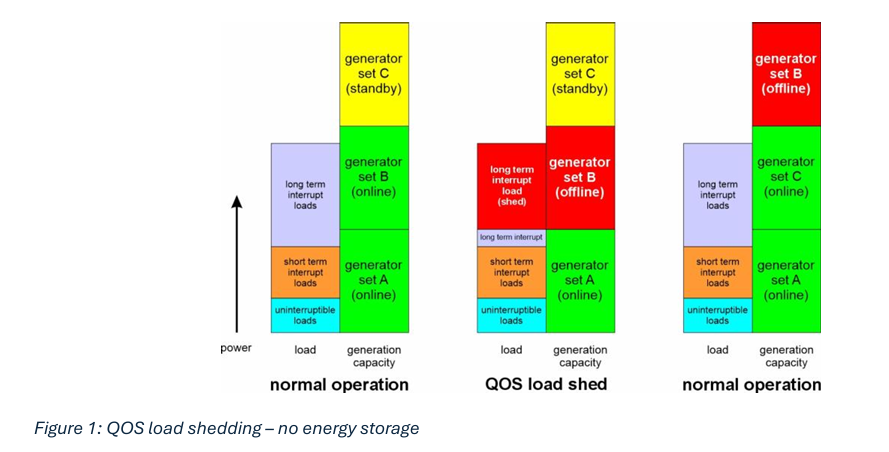 generator
set C
(standby)
generator
set B
(online)
long term
interrupt
loads
short term
interrupt
loads
generator
set A
(online)
uninterruptible
loads
power
load
generation
capacity
normal operation
generator
set C
(standby)
long term
interrupt
load
(shed)
generator
set B
(offline)
long term interrupt
short term
interrupt
loads
generator
set A
(online)
uninterruptible
loads
load
generation
capacity
QOS load shed
generator
set B
(offline)
long term
interrupt
loads
generator
set C
(online)
short term
interrupt
loads
generator
set A
(online)
uninterruptible
loads
load
generation
capacity
normal operation
Figure 1: QOS load shedding – no energy storage